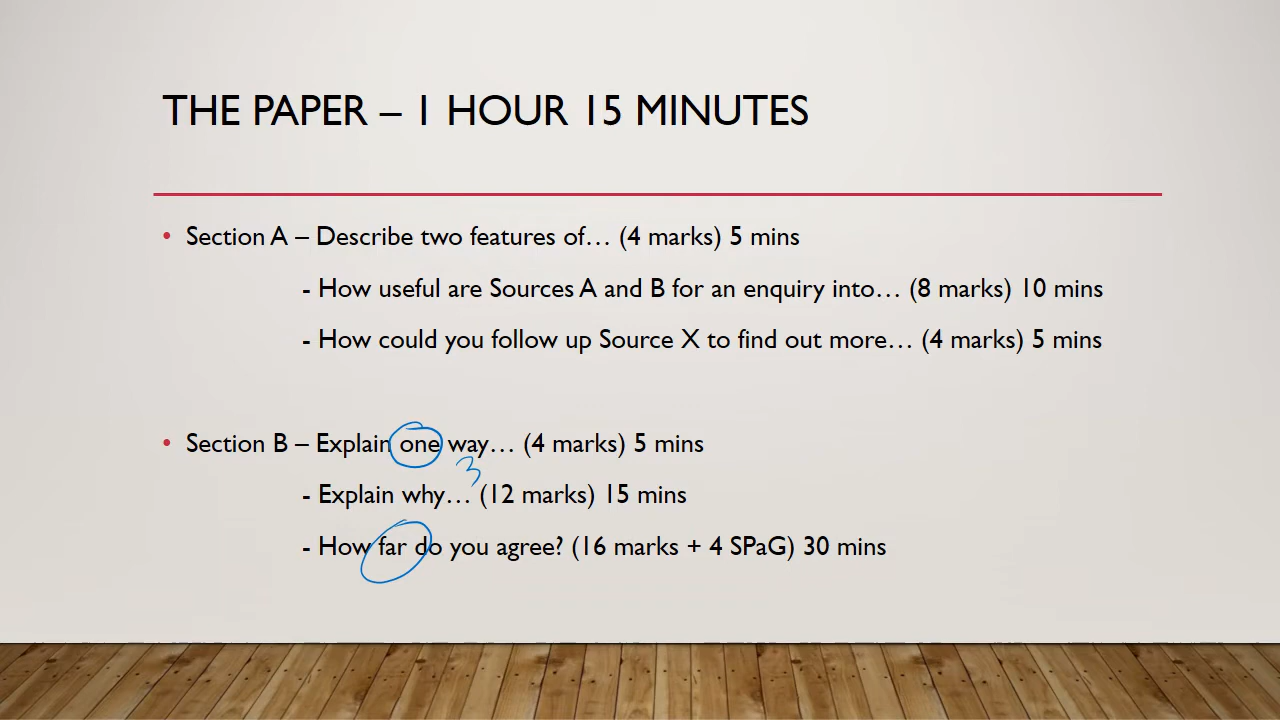 THE PAPER – 1 HOUR 15 MINUTES
• Section A – Describe two features of… (4 marks) 5 mins
- How useful are Sources A and B for an enquiry into… (8 marks) 10 mins
- How could you follow up Source X to find out more… (4 marks) 5 mins
• Section B – Explain one way… (4 marks) 5 mins
3
- Explain why… (12 marks) 15 mins
- How far do you agree? (16 marks + 4 SPaG) 30 mins